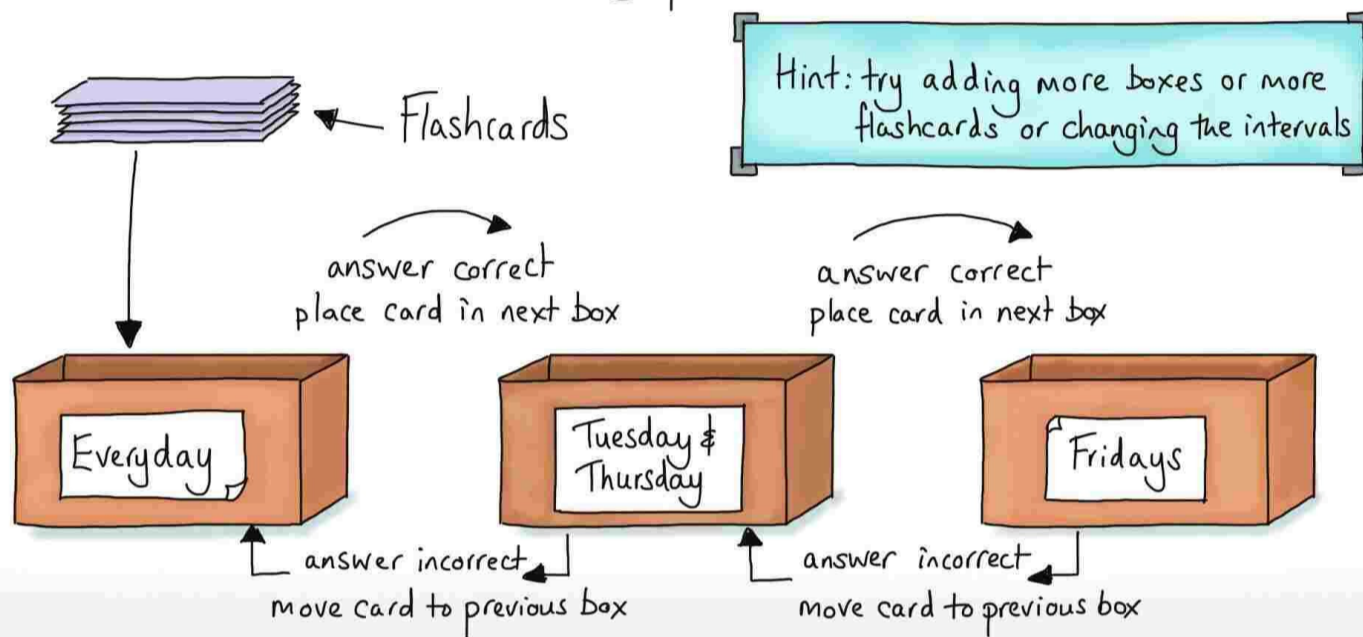 Hint: try adding more boxes or more
flashcards or changing the intervals
Flashcards
answer correct
place card in next box
answer correct
place card in next box
Everyday
Tuesday &
Thursday
Fridays
answer incorrect
move card to previous box
answer incorrect
move card to previous box